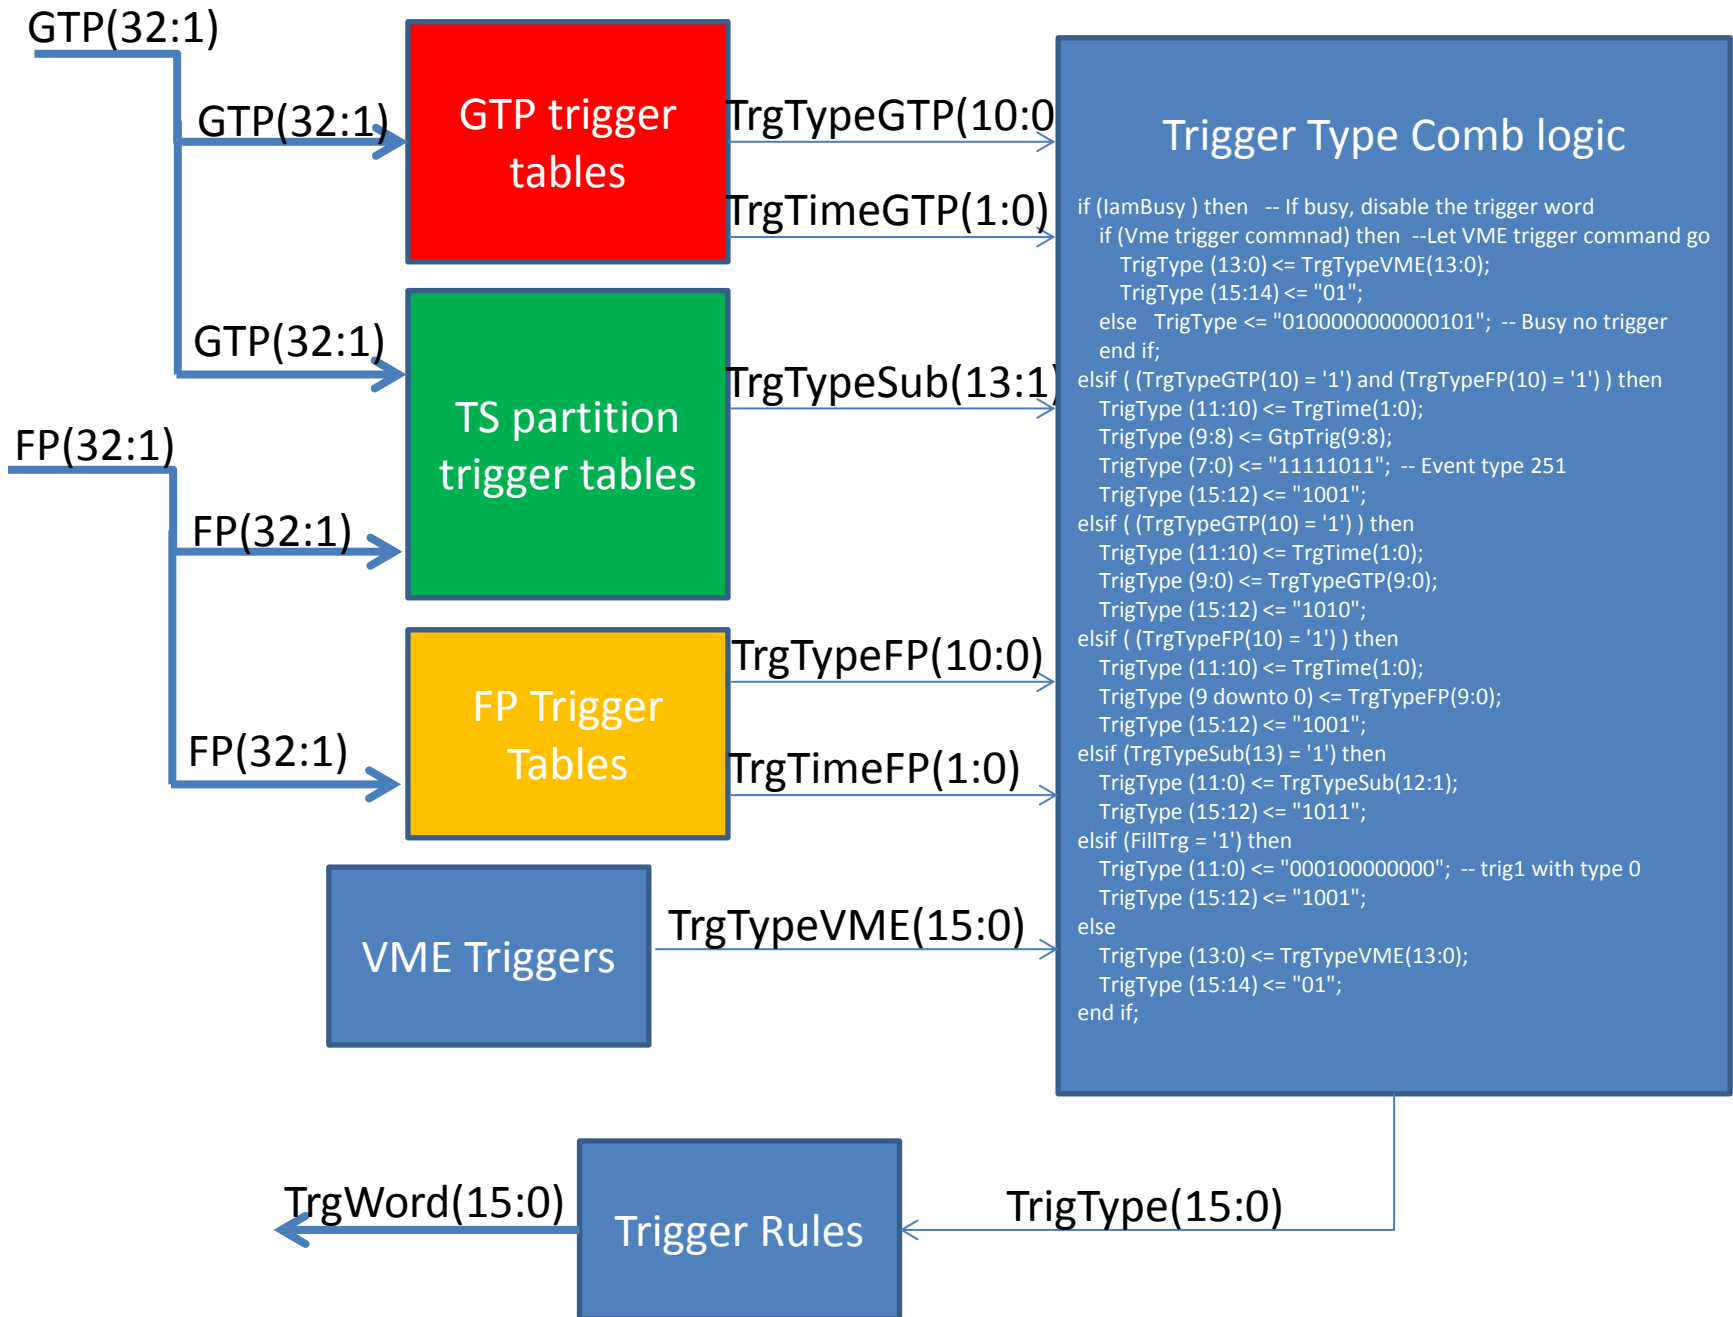 GTP(32:1)
GTP(32:1)
GTP trigger
tables
TrgTypeGTP(10:0
TrgTimeGTP(1:0)
GTP(32:1)
TS partition
trigger tables
TrgTypeSub(13:1)
FP(32:1)
FP(32:1)
FP Trigger
Tables
TrgTypeFP(10:0)
FP(32:1)
TrgTimeFP(1:0)
VME Triggers
TrgTypeVME(15:0)
Trigger Type Comb logic
if (IamBusy ) then -- If busy, disable the trigger word
if (Vme trigger commnad) then --Let VME trigger command go
TrigType (13:0) <= TrgTypeVME(13:0);
TrigType (15:14) <= "01";
else TrigType <= "0100000000000101"; -- Busy no trigger
end if;
elsif ( (TrgTypeGTP(10) = '1') and (TrgTypeFP(10) = '1') ) then
TrigType (11:10) <= TrgTime(1:0);
TrigType (9:8) <= GtpTrig(9:8);
TrigType (7:0) <= "11111011"; -- Event type 251
TrigType (15:12) <= "1001";
elsif ( (TrgTypeGTP(10) = '1') ) then
TrigType (11:10) <= TrgTime(1:0);
TrigType (9:0) <= TrgTypeGTP(9:0);
TrigType (15:12) <= "1010";
elsif ( (TrgTypeFP(10) = '1') ) then
TrigType (11:10) <= TrgTime(1:0);
TrigType (9 downto 0) <= TrgTypeFP(9:0);
TrigType (15:12) <= "1001";
elsif (TrgTypeSub(13) = '1') then
TrigType (11:0) <= TrgTypeSub(12:1);
TrigType (15:12) <= "1011";
elsif (FillTrg = '1') then
TrigType (11:0) <= "000100000000"; -- trig1 with type 0
TrigType (15:12) <= "1001";
else
TrigType (13:0) <= TrgTypeVME(13:0);
TrigType (15:14) <= "01";
end if;
TrgWord(15:0)
Trigger Rules
TrigType(15:0)